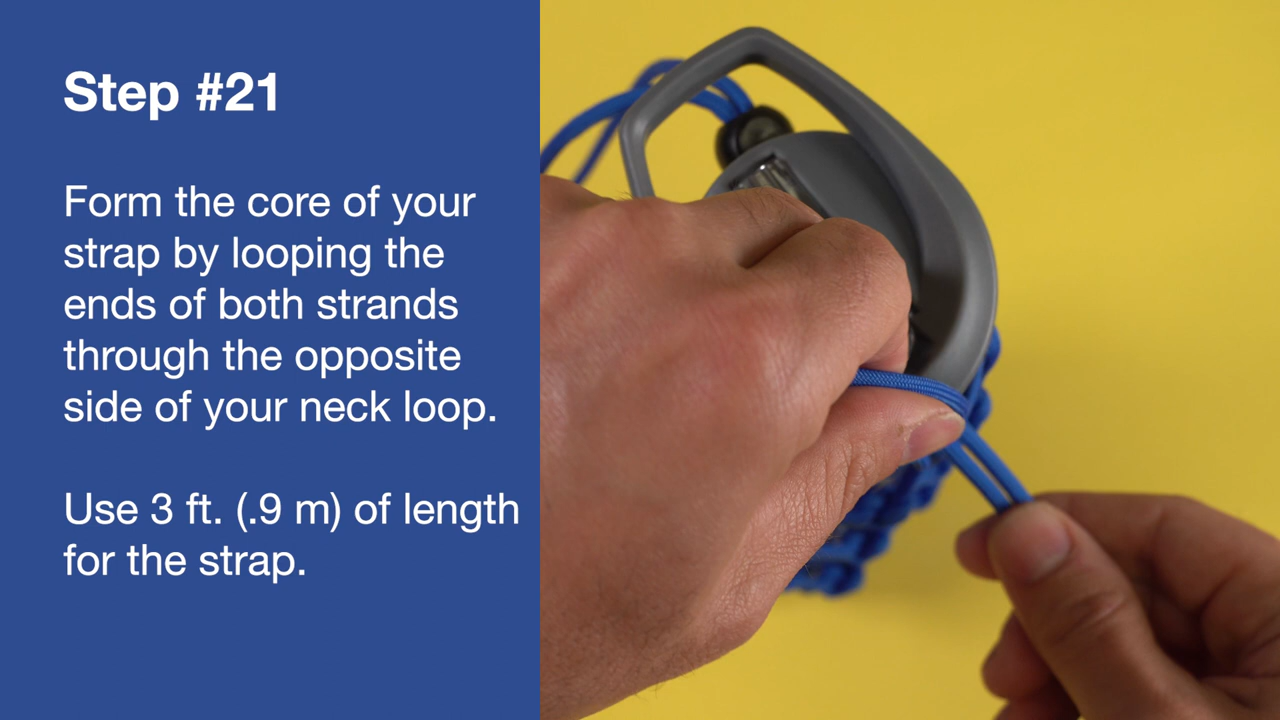 Step #21
Form the core of your
strap by looping the
ends of both strands
through the opposite
side of your neck loop.
Use 3 ft. (.9 m) of length
for the strap.